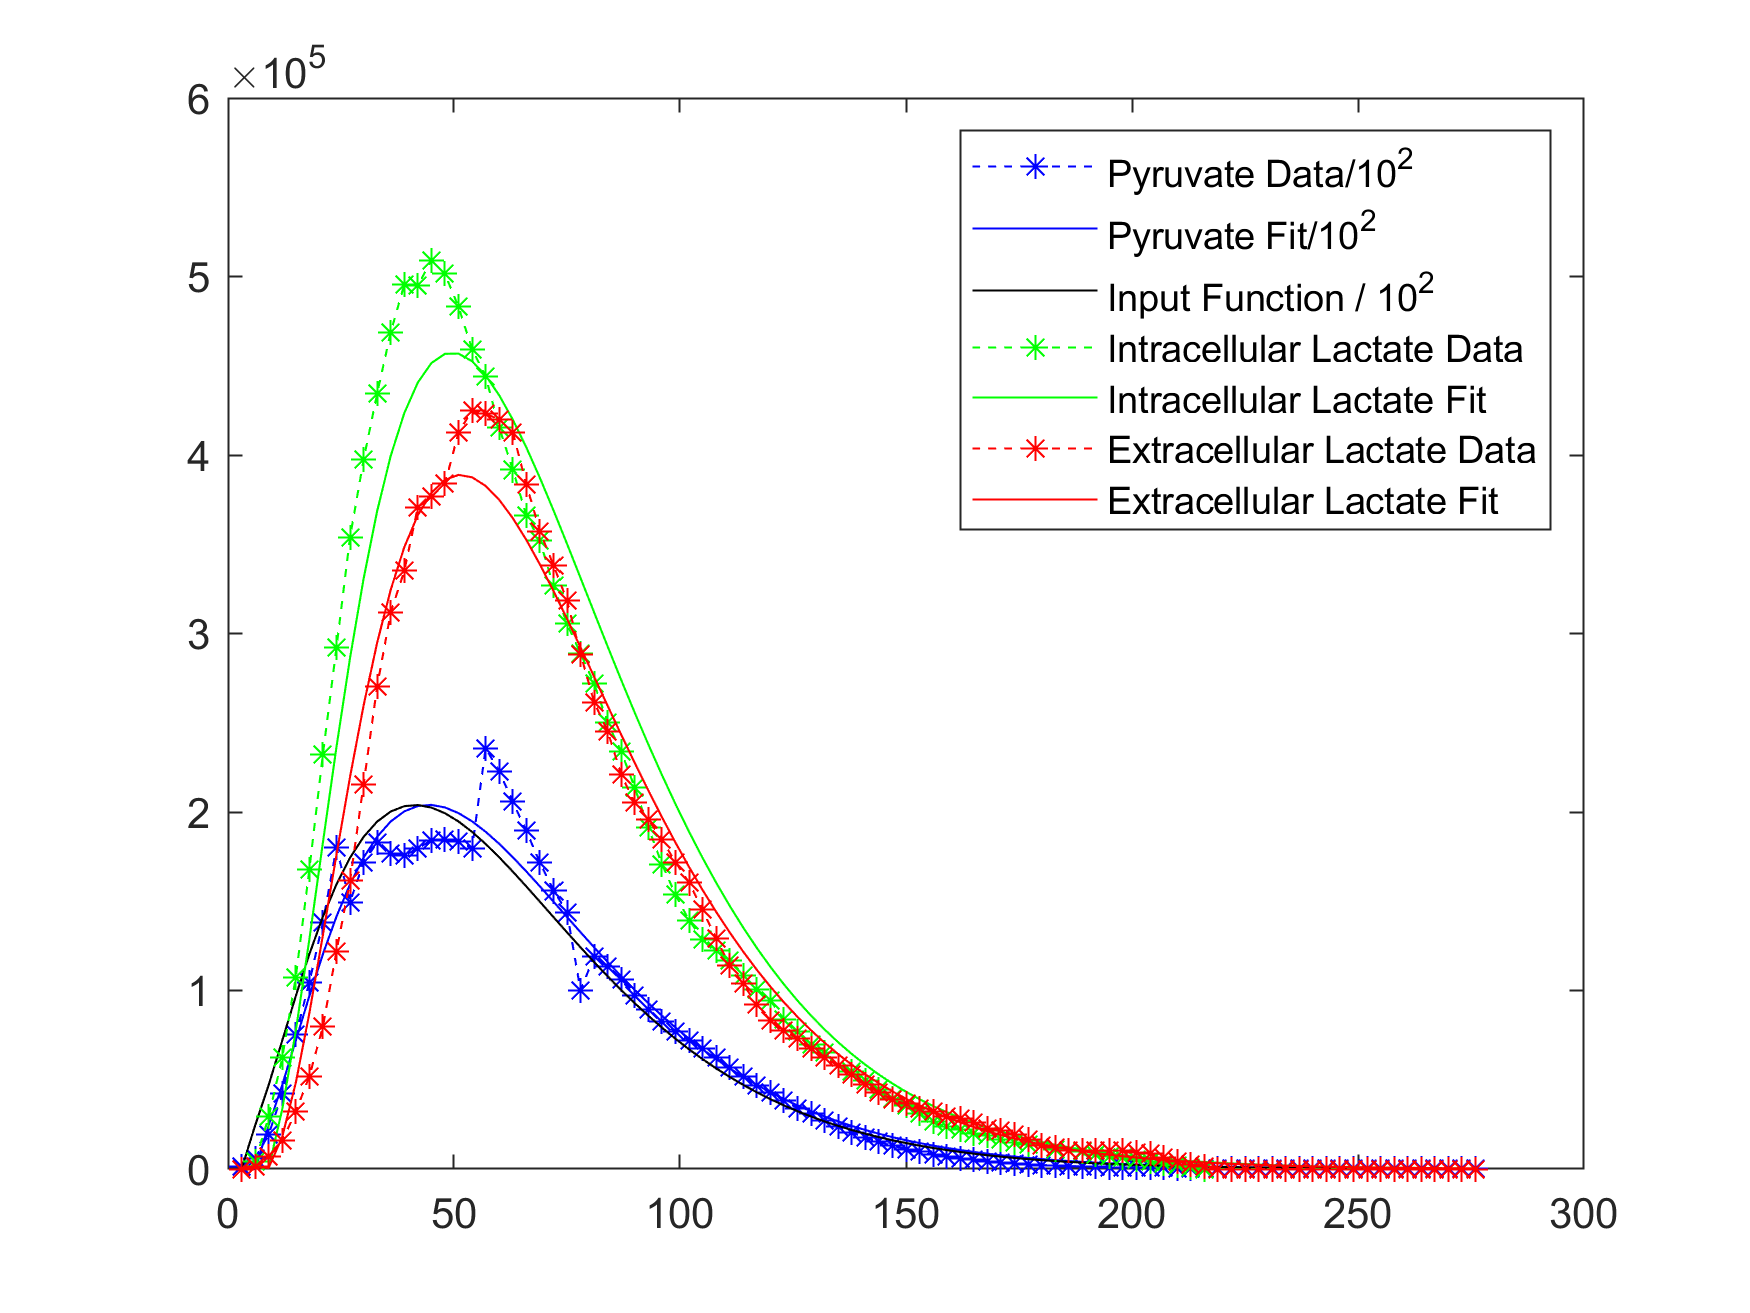 ×10^5
6
5
4
3
2
1
0
0 50 100 150 200 250 300
Pyruvate Data/10^2
Pyruvate Fit/10^2
Input Function / 10^2
Intracellular Lactate Data
Intracellular Lactate Fit
Extracellular Lactate Data
Extracellular Lactate Fit